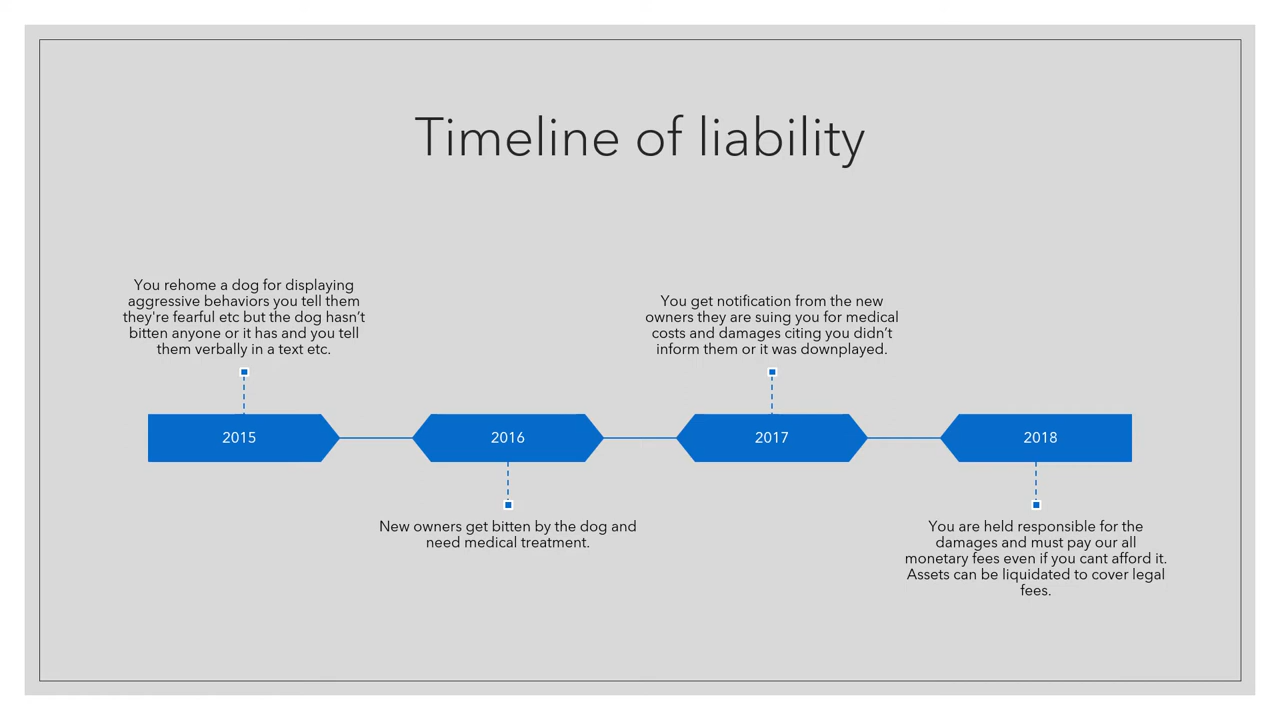 Timeline of liability
You rehome a dog for displaying
aggressive behaviors you tell them
they're fearful etc but the dog hasn’t
bitten anyone or it has and you tell
them verbally in a text etc.
2015
2016
New owners get bitten by the dog and
need medical treatment.
You get notification from the new
owners they are suing you for medical
costs and damages citing you didn’t
inform them or it was downplayed.
2017
2018
You are held responsible for the
damages and must pay our all
monetary fees even if you cant afford it.
Assets can be liquidated to cover legal
fees.